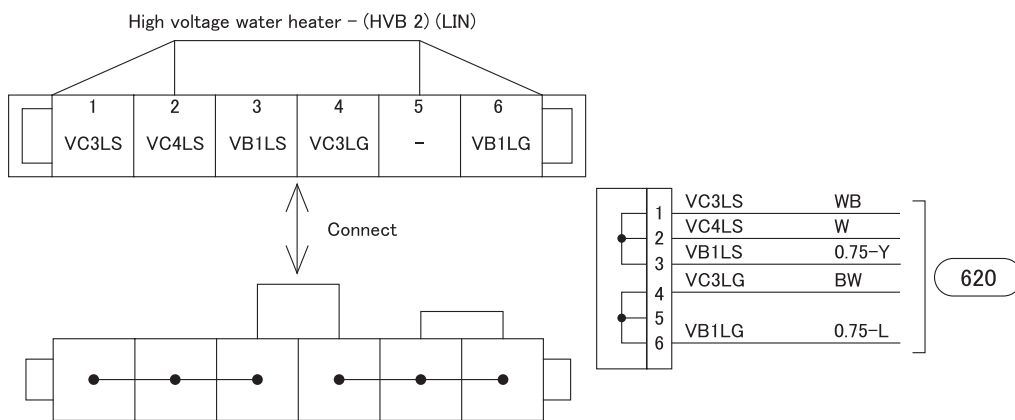 High voltage water heater - (HVB 2) (LIN)
1 2 3 4 5 6
VC3LS VC4LS VB1LS VC3LG - VB1LG
Connect
1 VC3LS WB
2 VC4LS W
3 VB1LS 0.75-Y
4 VC3LG BW
5
6 VB1LG 0.75-L
620